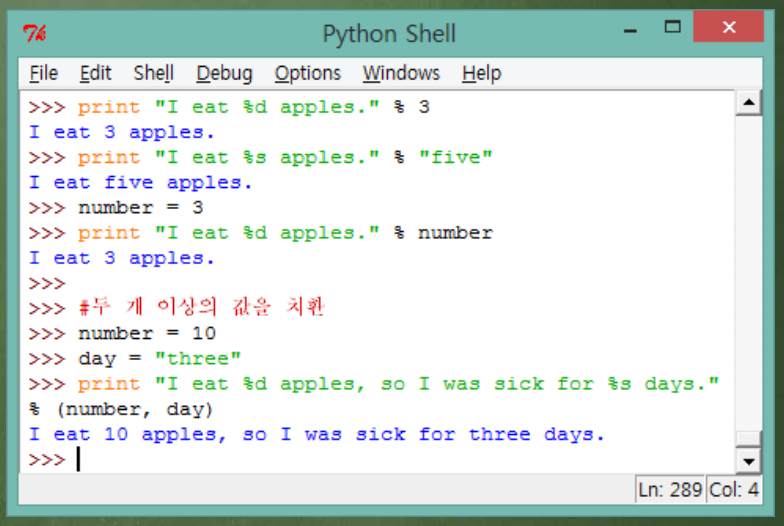 Python Shell
File Edit Shell Debug Options Windows Help
>>> print "I eat %d apples." % 3
I eat 3 apples.
>>> print "I eat %s apples." % "five"
I eat five apples.
>>> number = 3
>>> print "I eat %d apples." % number
I eat 3 apples.
>>>
>>> #두 개 이상의 값을 치환
>>> number = 10
>>> day = "three"
>>> print "I eat %d apples, so I was sick for %s days."
% (number, day)
I eat 10 apples, so I was sick for three days.
>>>
Ln: 289 Col: 4